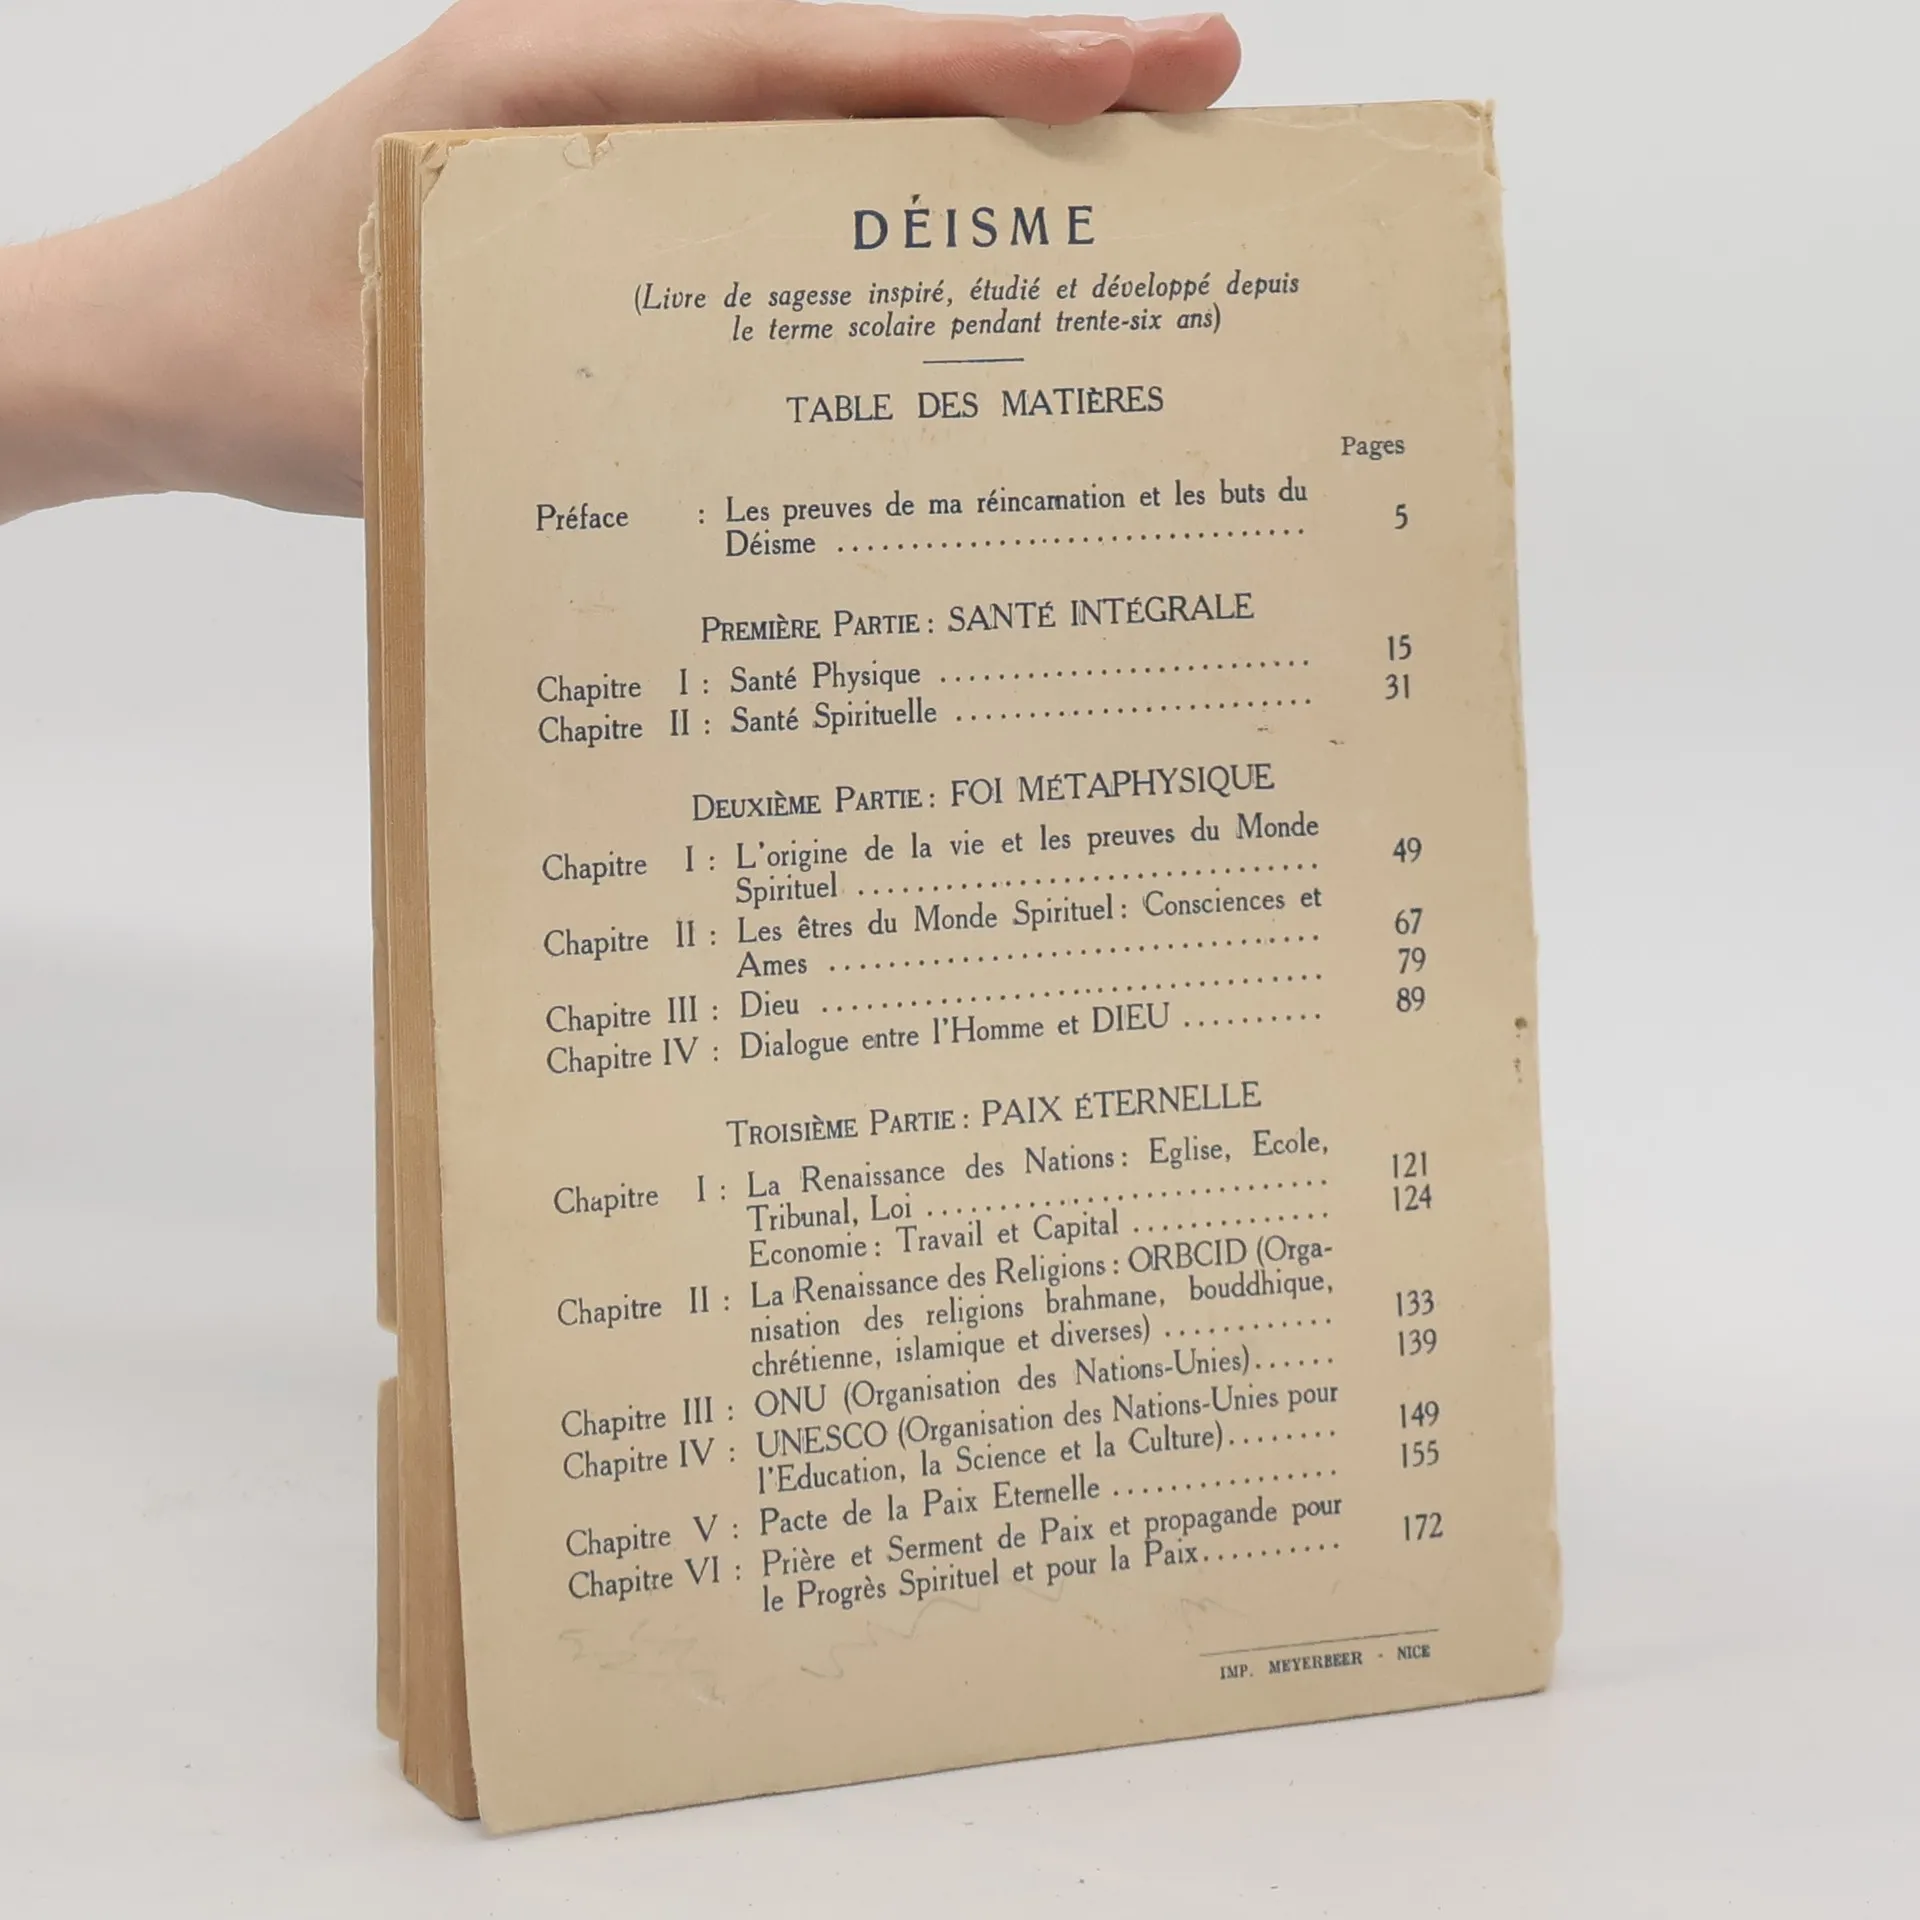 DÉISME
(Livre de sagesse inspiré, étudié et développé depuis
le terme scolaire pendant trente-six ans)
TABLE DES MATIÈRES
Pages
Préface : Les preuves de ma réincarnation et les buts du
Déisme .................................. 5
PREMIÈRE PARTIE : SANTÉ INTÉGRALE
Chapitre I : Santé Physique .......................... 15
Chapitre II : Santé Spirituelle ......................... 31
DEUXIÈME PARTIE : FOI MÉTAPHYSIQUE
Chapitre I : L'origine de la vie et les preuves du Monde
Spirituel ................................ 49
Chapitre II : Les êtres du Monde Spirituel : Consciences et
Ames .................................. 67
Chapitre III : Dieu .................................. 79
Chapitre IV : Dialogue entre l'Homme et DIEU .......... 89
TROISIÈME PARTIE : PAIX ÉTERNELLE
Chapitre I : La Renaissance des Nations : Eglise, Ecole,
Tribunal, Loi ............................ 121
Economie : Travail et Capital .............. 124
Chapitre II : La Renaissance des Religions : ORBCID (Orga-
nisation des religions brahmane, bouddhique,
chrétienne, islamique et diverses) ............ 133
Chapitre III : ONU (Organisation des Nations-Unies)...... 139
Chapitre IV : UNESCO (Organisation des Nations-Unies pour
l'Education, la Science et la Culture)........ 149
Chapitre V : Pacte de la Paix Eternelle ................ 155
Chapitre VI : Prière et Serment de Paix et propagande pour
le Progrès Spirituel et pour la Paix.......... 172
IMP. MEYERBEER - NICE